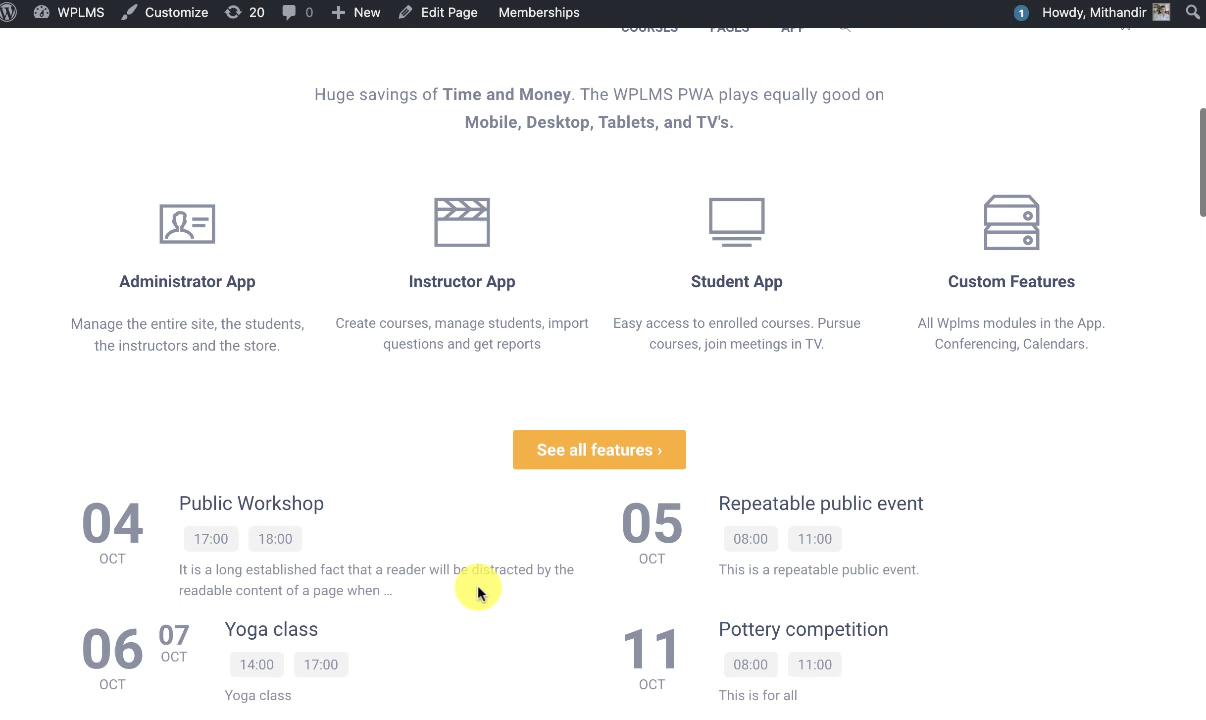 WPLMS Customize 20 0 New Edit Page Memberships 1 Howdy, Mithandir
COURSES PAGES APP
Huge savings of Time and Money. The WPLMS PWA plays equally good on
Mobile, Desktop, Tablets, and TV's.
Administrator App
Manage the entire site, the students,
the instructors and the store.
Instructor App
Create courses, manage students, import
questions and get reports
Student App
Easy access to enrolled courses. Pursue
courses, join meetings in TV.
Custom Features
All Wplms modules in the App.
Conferencing, Calendars.
See all features ›
04
OCT
Public Workshop
17:00 18:00
It is a long established fact that a reader will be distracted by the
readable content of a page when ...
05
OCT
Repeatable public event
08:00 11:00
This is a repeatable public event.
06
OCT
07
OCT
Yoga class
14:00 17:00
Yoga class
11
OCT
Pottery competition
08:00 11:00
This is for all